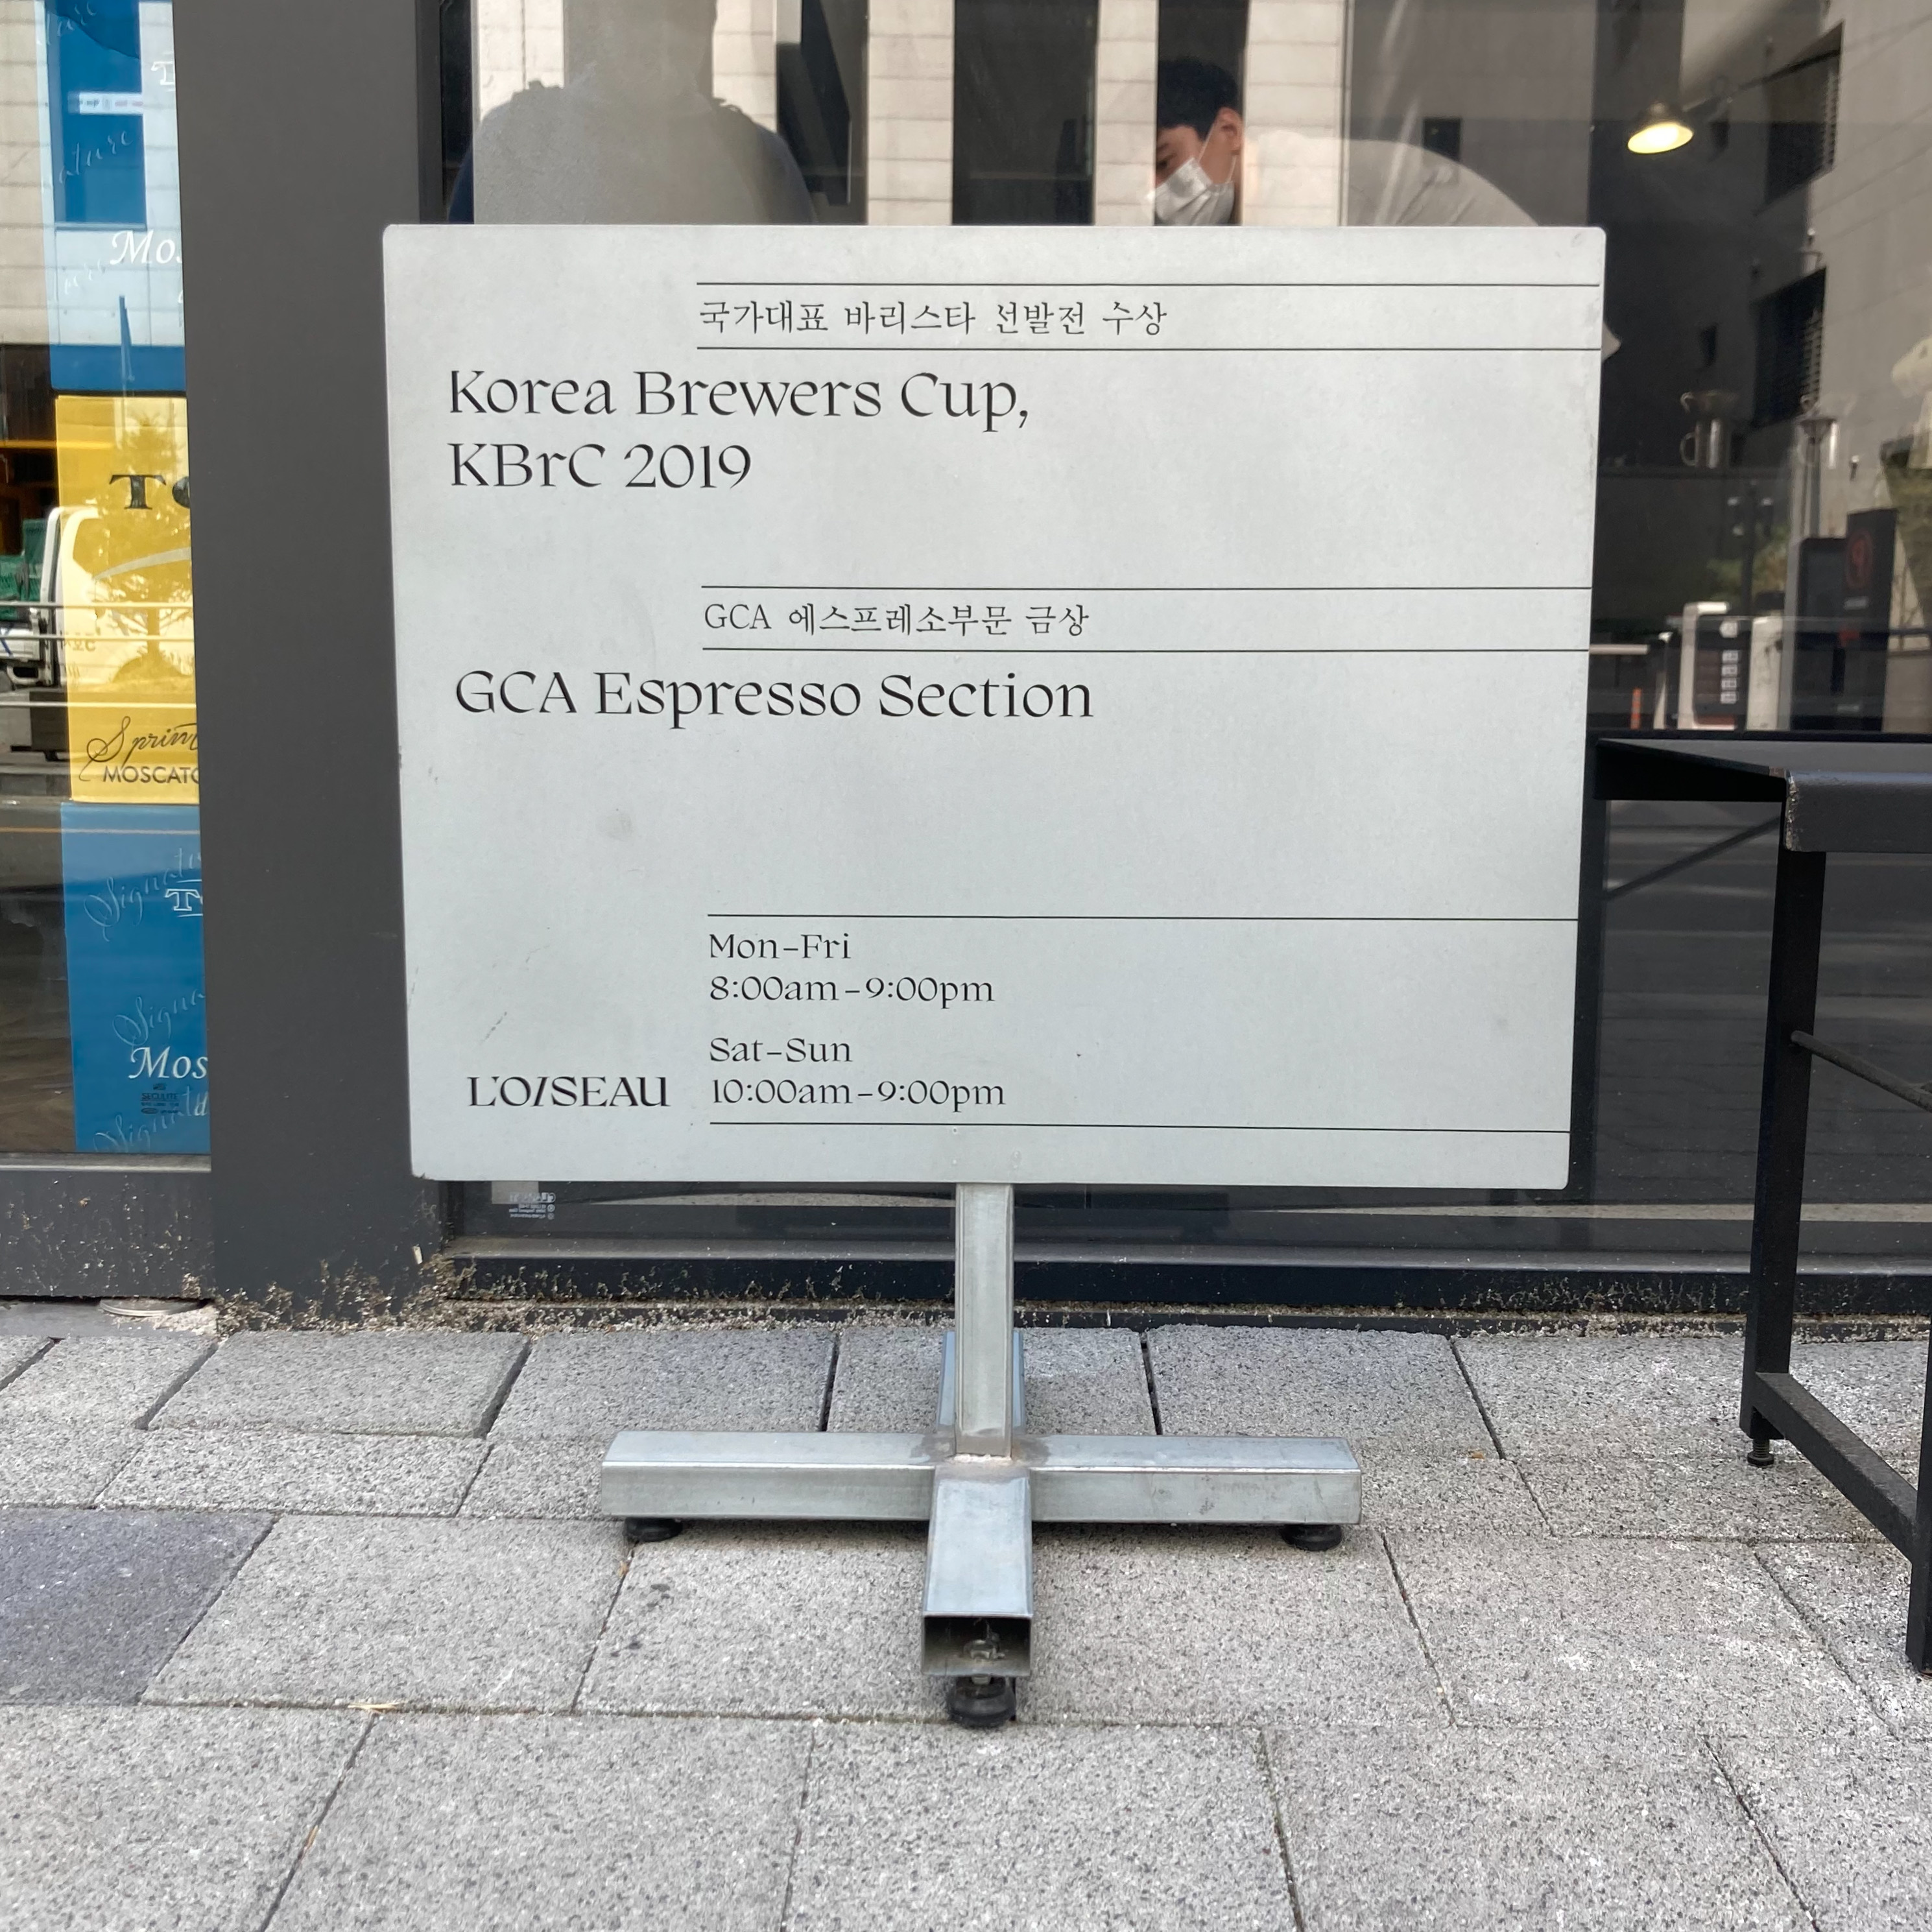 국가대표 바리스타 선발전 수상
Korea Brewers Cup,
KBrC 2019
GCA 에스프레소부문 금상
GCA Espresso Section
Mon-Fri
8:00am-9:00pm
Sat-Sun
10:00am-9:00pm
L'OISEAU
MOSCATO